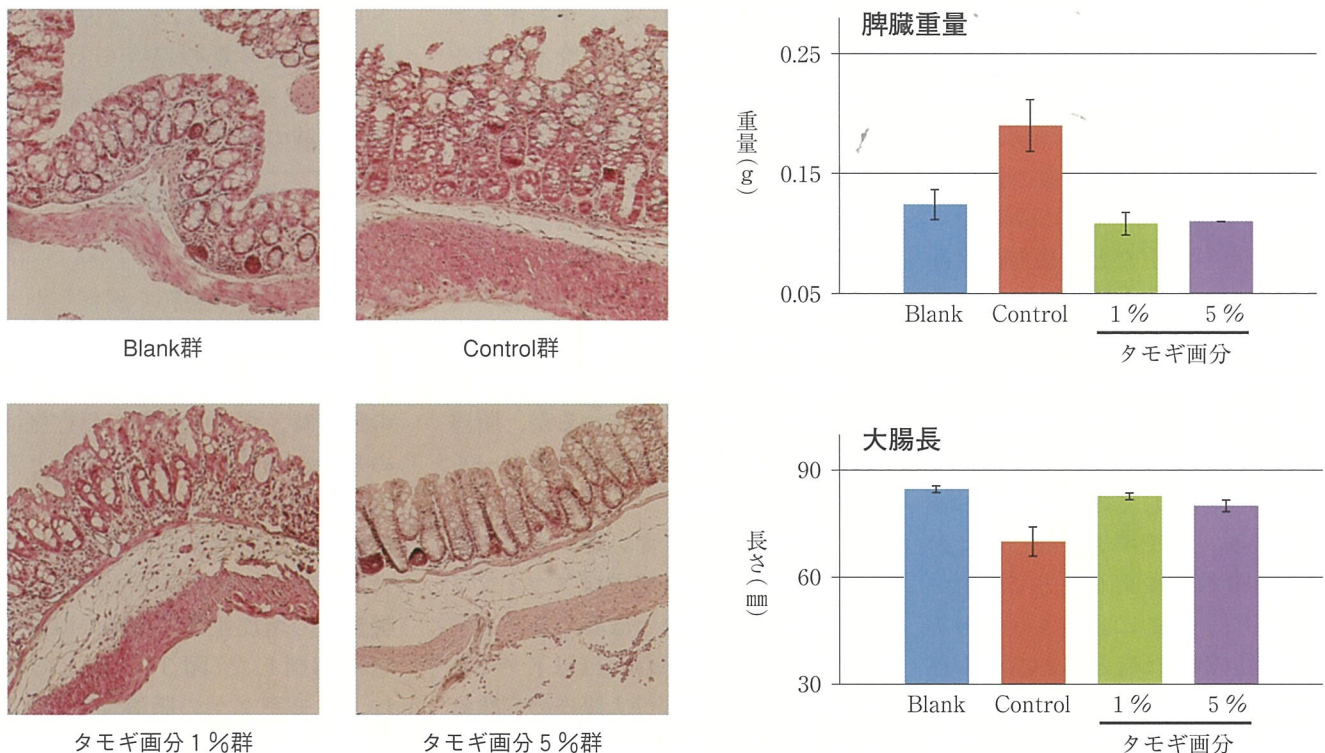 Blank群
Control群
タモギ画分1%群
タモギ画分5%群
脾臓重量
重量(g)
0.25
0.15
0.05
Blank
Control
1%
5%
タモギ画分
大腸長
長さ(㎜)
90
60
30
Blank
Control
1%
5%
タモギ画分